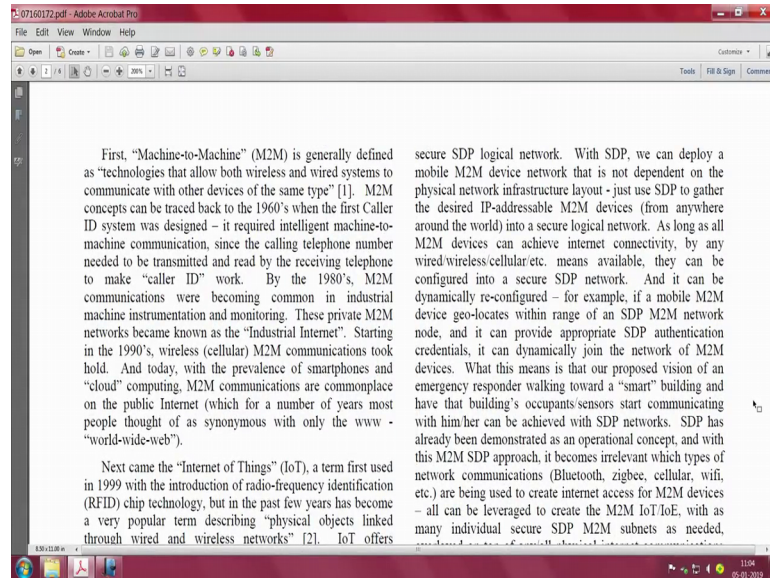 07160172.pdf - Adobe Acrobat Pro
File Edit View Window Help
Open Create Customize
2 / 6 200% Tools Fill & Sign Comme
First, “Machine-to-Machine” (M2M) is generally defined
as “technologies that allow both wireless and wired systems to
communicate with other devices of the same type” [1]. M2M
concepts can be traced back to the 1960’s when the first Caller
ID system was designed – it required intelligent machine-to-
machine communication, since the calling telephone number
needed to be transmitted and read by the receiving telephone
to make “caller ID” work. By the 1980’s, M2M
communications were becoming common in industrial
machine instrumentation and monitoring. These private M2M
networks became known as the “Industrial Internet”. Starting
in the 1990’s, wireless (cellular) M2M communications took
hold. And today, with the prevalence of smartphones and
“cloud” computing, M2M communications are commonplace
on the public Internet (which for a number of years most
people thought of as synonymous with only the www -
“world-wide-web”).
Next came the “Internet of Things” (IoT), a term first used
in 1999 with the introduction of radio-frequency identification
(RFID) chip technology, but in the past few years has become
a very popular term describing “physical objects linked
through wired and wireless networks” [2]. IoT offers
secure SDP logical network. With SDP, we can deploy a
mobile M2M device network that is not dependent on the
physical network infrastructure layout - just use SDP to gather
the desired IP-addressable M2M devices (from anywhere
around the world) into a secure logical network. As long as all
M2M devices can achieve internet connectivity, by any
wired/wireless/cellular/etc. means available, they can be
configured into a secure SDP network. And it can be
dynamically re-configured – for example, if a mobile M2M
device geo-locates within range of an SDP M2M network
node, and it can provide appropriate SDP authentication
credentials, it can dynamically join the network of M2M
devices. What this means is that our proposed vision of an
emergency responder walking toward a “smart” building and
have that building’s occupants/sensors start communicating
with him/her can be achieved with SDP networks. SDP has
already been demonstrated as an operational concept, and with
this M2M SDP approach, it becomes irrelevant which types of
network communications (Bluetooth, zigbee, cellular, wifi,
etc.) are being used to create internet access for M2M devices
– all can be leveraged to create the M2M IoT/IoE, with as
many individual secure SDP M2M subnets as needed,
8.50 x 11.00 in
11:04
05-01-2019